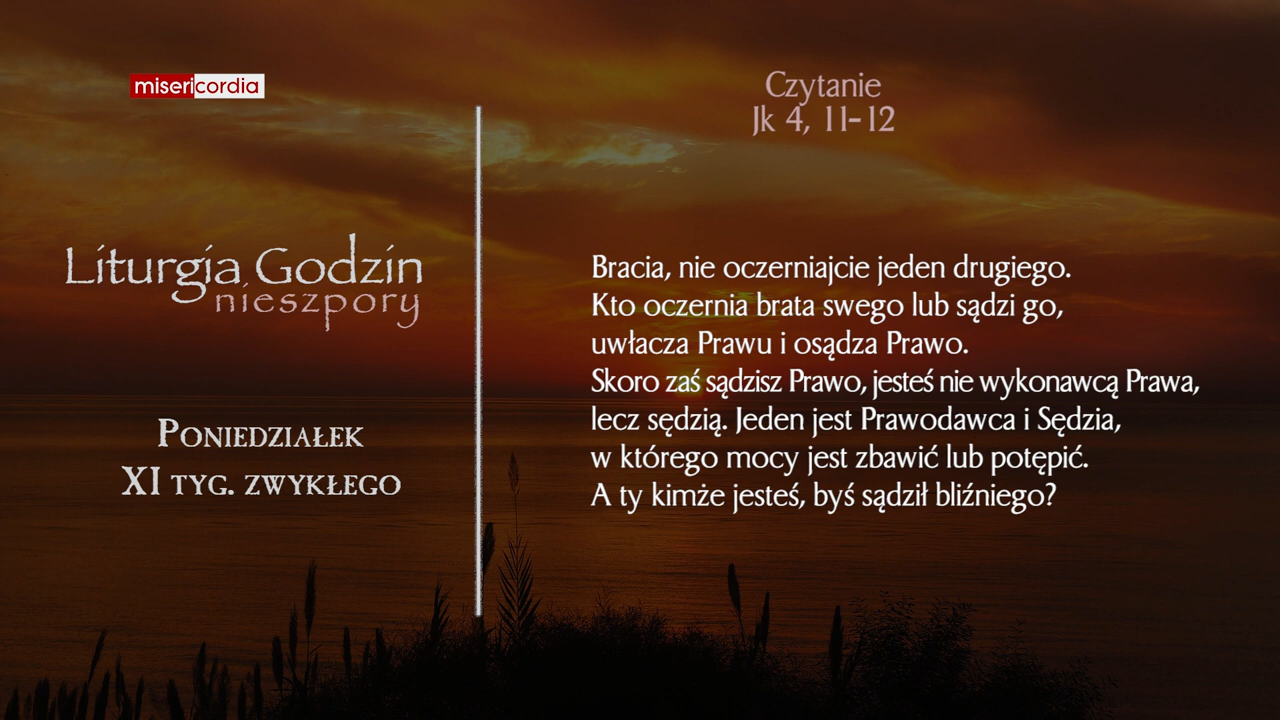 misericordia
Liturgia Godzin
nieszpory
Poniedziałek
XI tyg. zwykłego
Czytanie
Jk 4, 11-12
Bracia, nie oczerniajcie jeden drugiego.
Kto oczernia brata swego lub sądzi go,
uwłacza Prawu i osądza Prawo.
Skoro zaś sądzisz Prawo, jesteś nie wykonawcą Prawa,
lecz sędzią. Jeden jest Prawodawca i Sędzia,
w którego mocy jest zbawić lub potępić.
A ty kimże jesteś, byś sądził bliźniego?